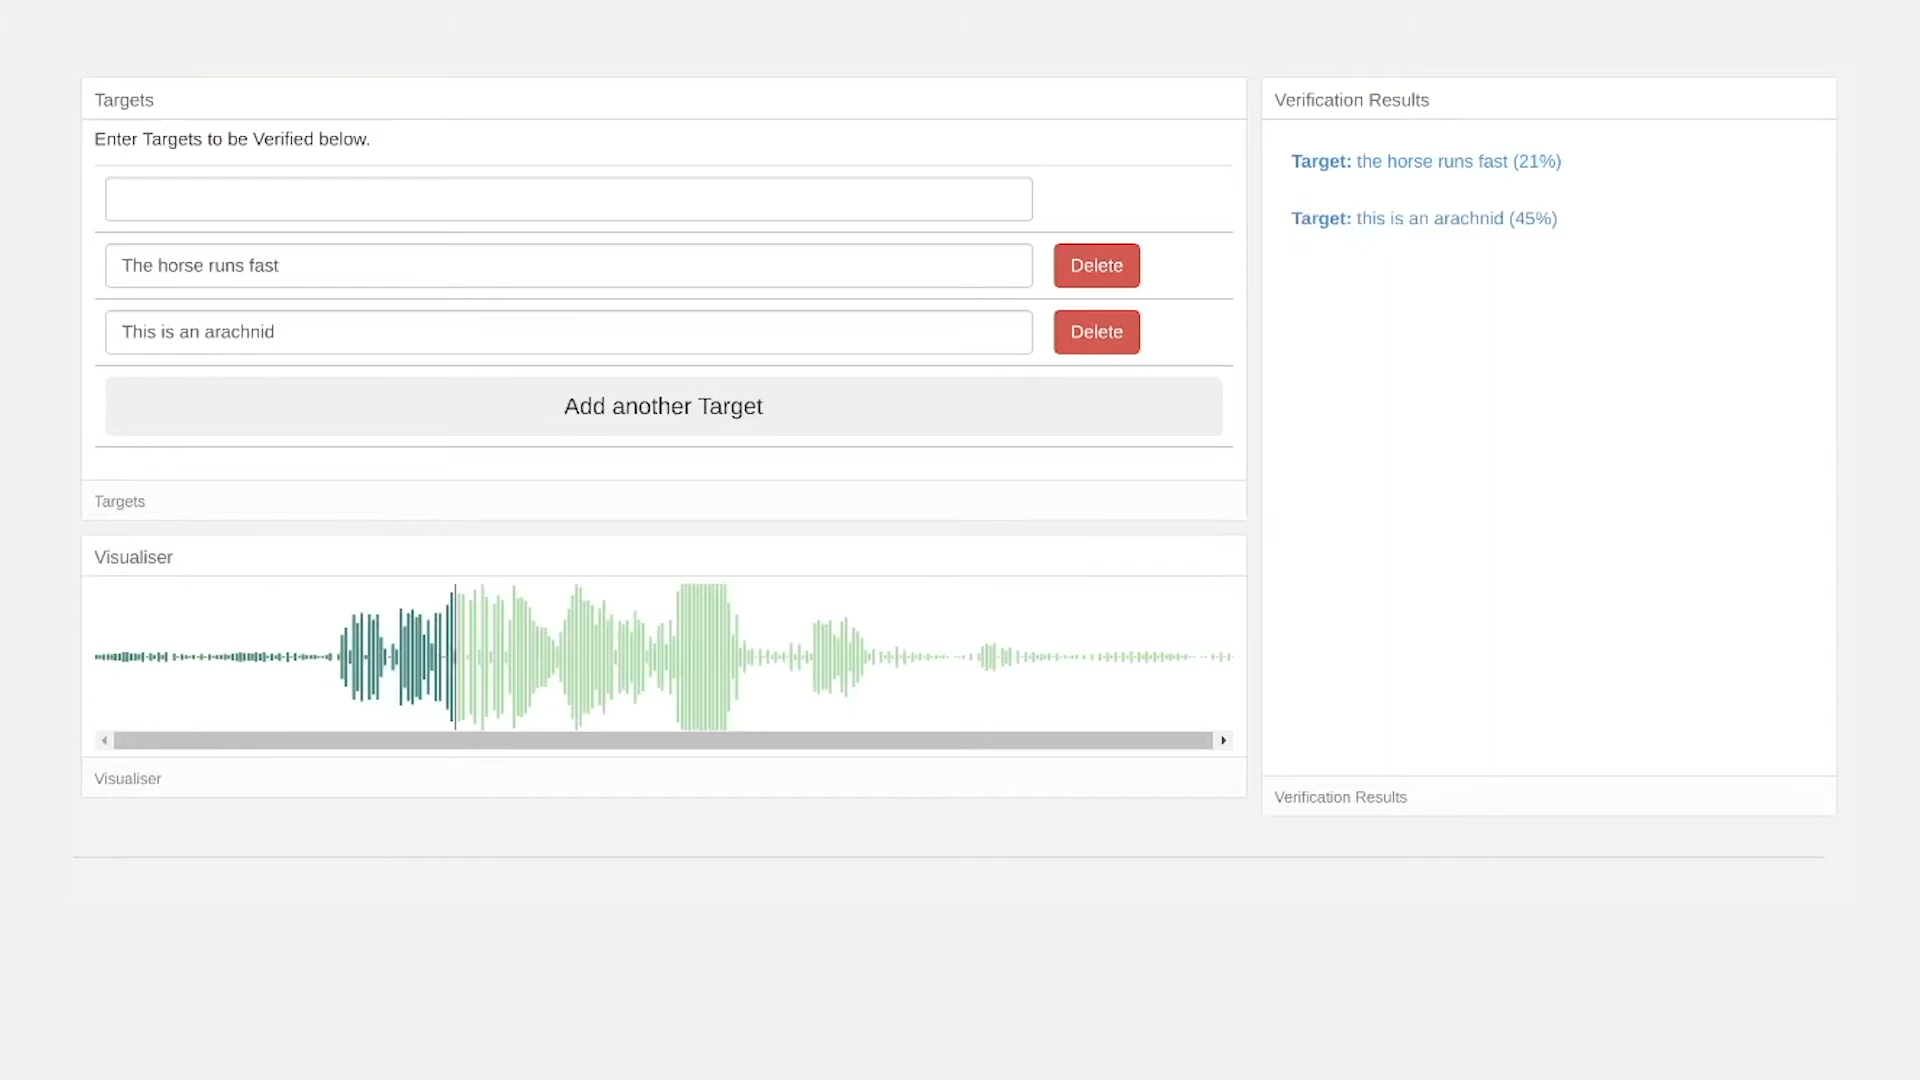 Targets
Enter Targets to be Verified below.
The horse runs fast
Delete
This is an arachnid
Delete
Add another Target
Targets
Visualiser
Visualiser
Verification Results
Target: the horse runs fast (21%)
Target: this is an arachnid (45%)
Verification Results